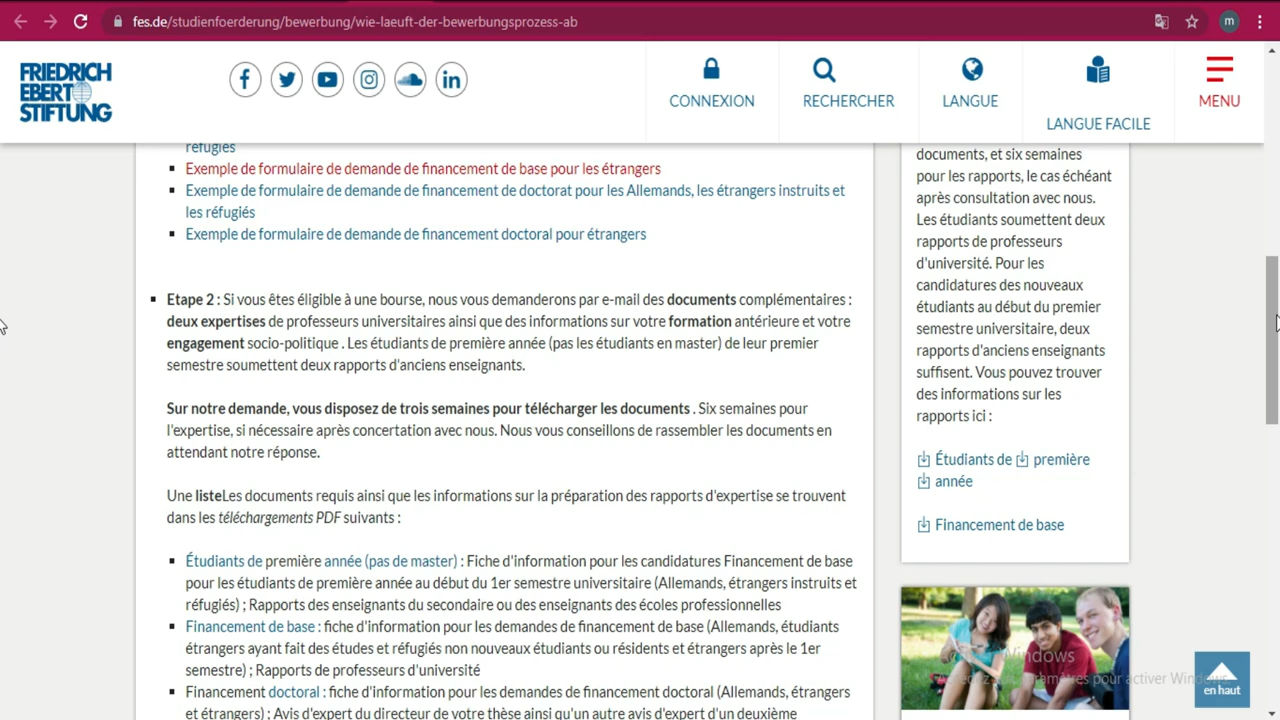 fes.de/studienfoerderung/bewerbung/wie-laeuft-der-bewerbungsprozess-ab
m
FRIEDRICH
EBERT
STIFTUNG
CONNEXION
RECHERCHER
LANGUE
LANGUE FACILE
MENU
réfugiés
Exemple de formulaire de demande de financement de base pour les étrangers
Exemple de formulaire de demande de financement de doctorat pour les Allemands, les étrangers instruits et
les réfugiés
Exemple de formulaire de demande de financement doctoral pour étrangers
Etape 2 : Si vous êtes éligible à une bourse, nous vous demanderons par e-mail des documents complémentaires :
deux expertises de professeurs universitaires ainsi que des informations sur votre formation antérieure et votre
engagement socio-politique . Les étudiants de première année (pas les étudiants en master) de leur premier
semestre soumettent deux rapports d'anciens enseignants.
Sur notre demande, vous disposez de trois semaines pour télécharger les documents . Six semaines pour
l'expertise, si nécessaire après concertation avec nous. Nous vous conseillons de rassembler les documents en
attendant notre réponse.
Une listeLes documents requis ainsi que les informations sur la préparation des rapports d'expertise se trouvent
dans les téléchargements PDF suivants :
Étudiants de première année (pas de master) : Fiche d'information pour les candidatures Financement de base
pour les étudiants de première année au début du 1er semestre universitaire (Allemands, étrangers instruits et
réfugiés) ; Rapports des enseignants du secondaire ou des enseignants des écoles professionnelles
Financement de base : fiche d'information pour les demandes de financement de base (Allemands, étudiants
étrangers ayant fait des études et réfugiés non nouveaux étudiants ou résidents et étrangers après le 1er
semestre) ; Rapports de professeurs d'université
Financement doctoral : fiche d'information pour les demandes de financement doctoral (Allemands, étrangers
et étrangers) ; Avis d'expert du directeur de votre thèse ainsi qu'un autre avis d'expert d'un deuxième
documents, et six semaines
pour les rapports, le cas échéant
après consultation avec nous.
Les étudiants soumettent deux
rapports de professeurs
d'université. Pour les
candidatures des nouveaux
étudiants au début du premier
semestre universitaire, deux
rapports d'anciens enseignants
suffisent. Vous pouvez trouver
des informations sur les
rapports ici :
Étudiants de première
année
Financement de base
Windows
paramètres pour activer Windows
en haut